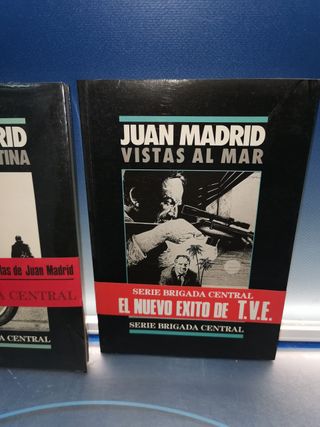 RID
TINA
las de Juan Madrid
A CENTRAL
A CENTRAL
JUAN MADRID
VISTAS AL MAR
SERIE BRIGADA CENTRAL
EL NUEVO EXITO DE T.V.E.
SERIE BRIGADA CENTRAL